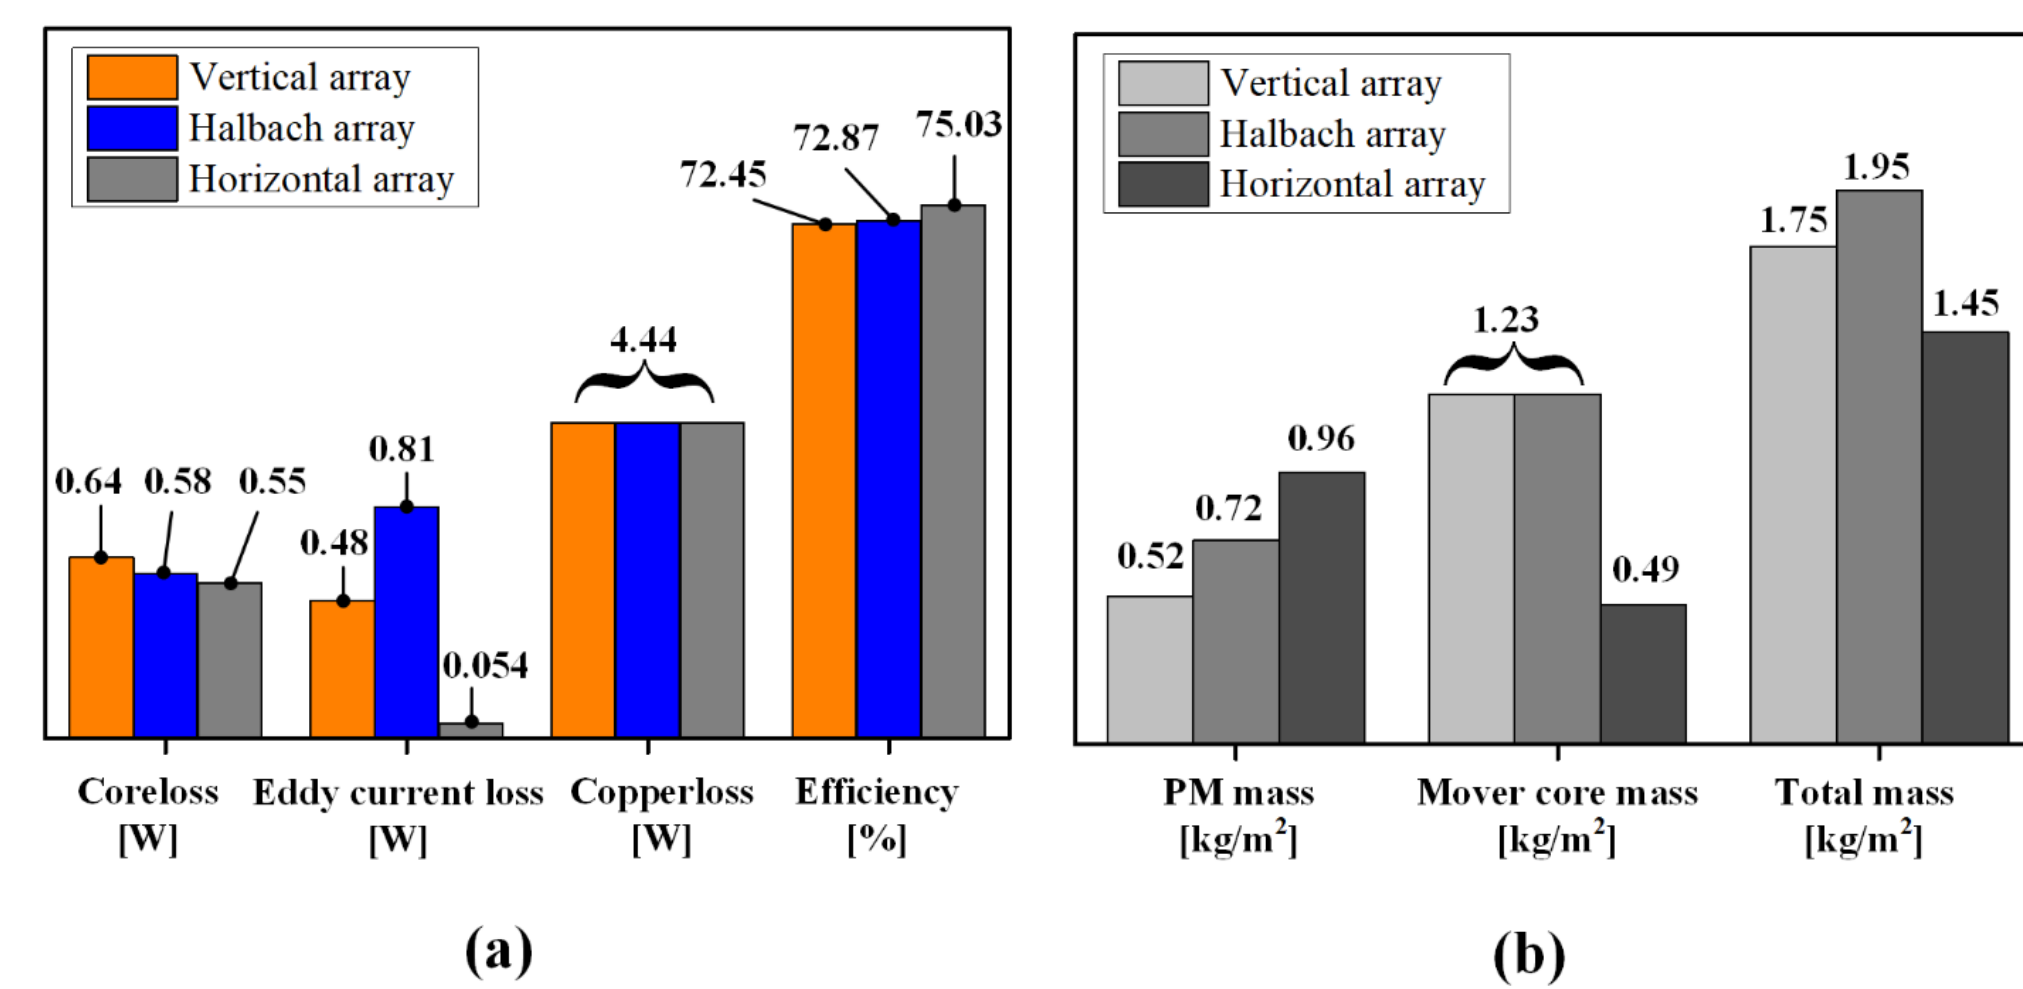 Vertical array
Halbach array
Horizontal array
0.64 0.58 0.55
0.48
0.81
0.054
4.44
72.45
72.87
75.03
Coreloss
[W]
Eddy current loss
[W]
Copperloss
[W]
Efficiency
[%]
(a)
Vertical array
Halbach array
Horizontal array
0.52
0.72
0.96
1.23
0.49
1.75
1.95
1.45
PM mass
[kg/m²]
Mover core mass
[kg/m²]
Total mass
[kg/m²]
(b)